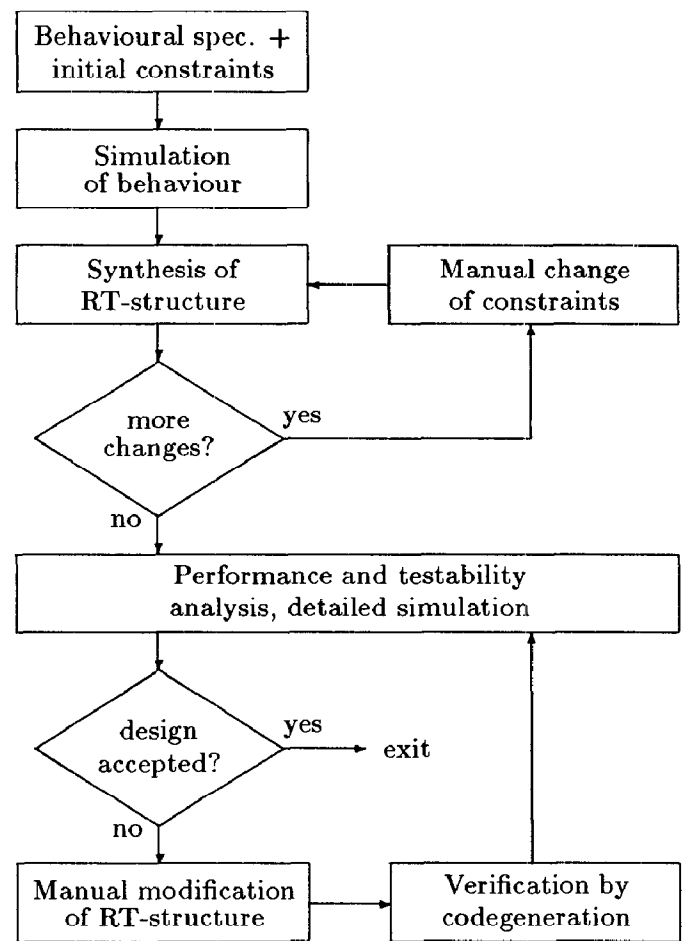 Behavioural spec. +
initial constraints
Simulation
of behaviour
Synthesis of
RT-structure
Manual change
of constraints
more
changes?
yes
no
Performance and testability
analysis, detailed simulation
design
accepted?
yes
exit
no
Manual modification
of RT-structure
Verification by
codegeneration